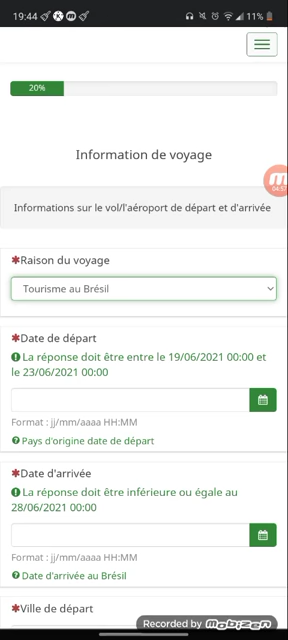 19:44
11%
20%
Information de voyage
04:57
Informations sur le vol/l'aéroport de départ et d'arrivée
*Raison du voyage
Tourisme au Brésil
*Date de départ
La réponse doit être entre le 19/06/2021 00:00 et
le 23/06/2021 00:00
Format : jj/mm/aaaa HH:MM
Pays d'origine date de départ
*Date d'arrivée
La réponse doit être inférieure ou égale au
28/06/2021 00:00
Format : jj/mm/aaaa HH:MM
Date d'arrivée au Brésil
*Ville de départ
Recorded by mobizen